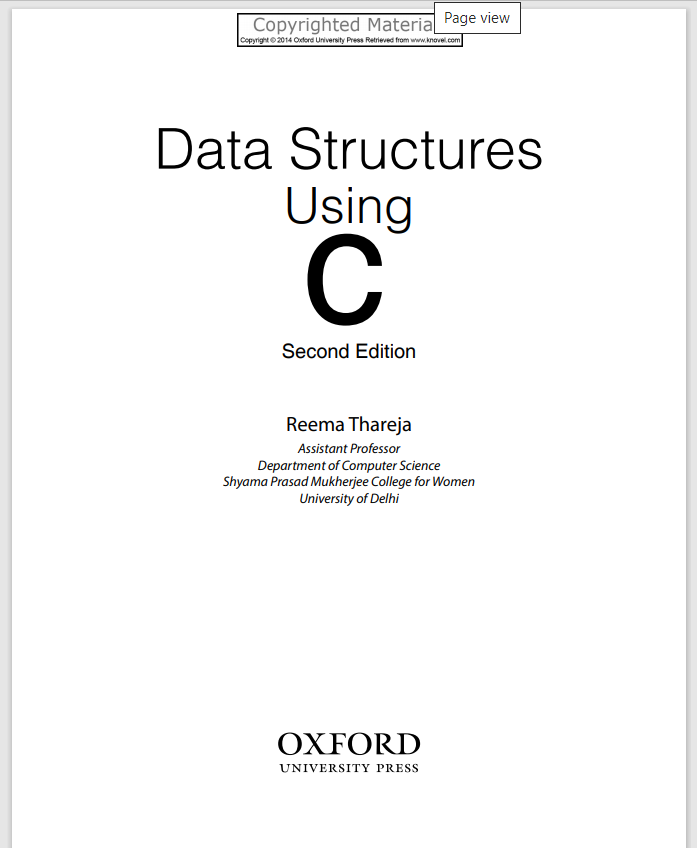 Copyrighted Materia
Page view
Copyright © 2014 Oxford University Press Retrieved from www.knovel.com
Data Structures
Using
C
Second Edition
Reema Thareja
Assistant Professor
Department of Computer Science
Shyama Prasad Mukherjee College for Women
University of Delhi
OXFORD
UNIVERSITY PRESS